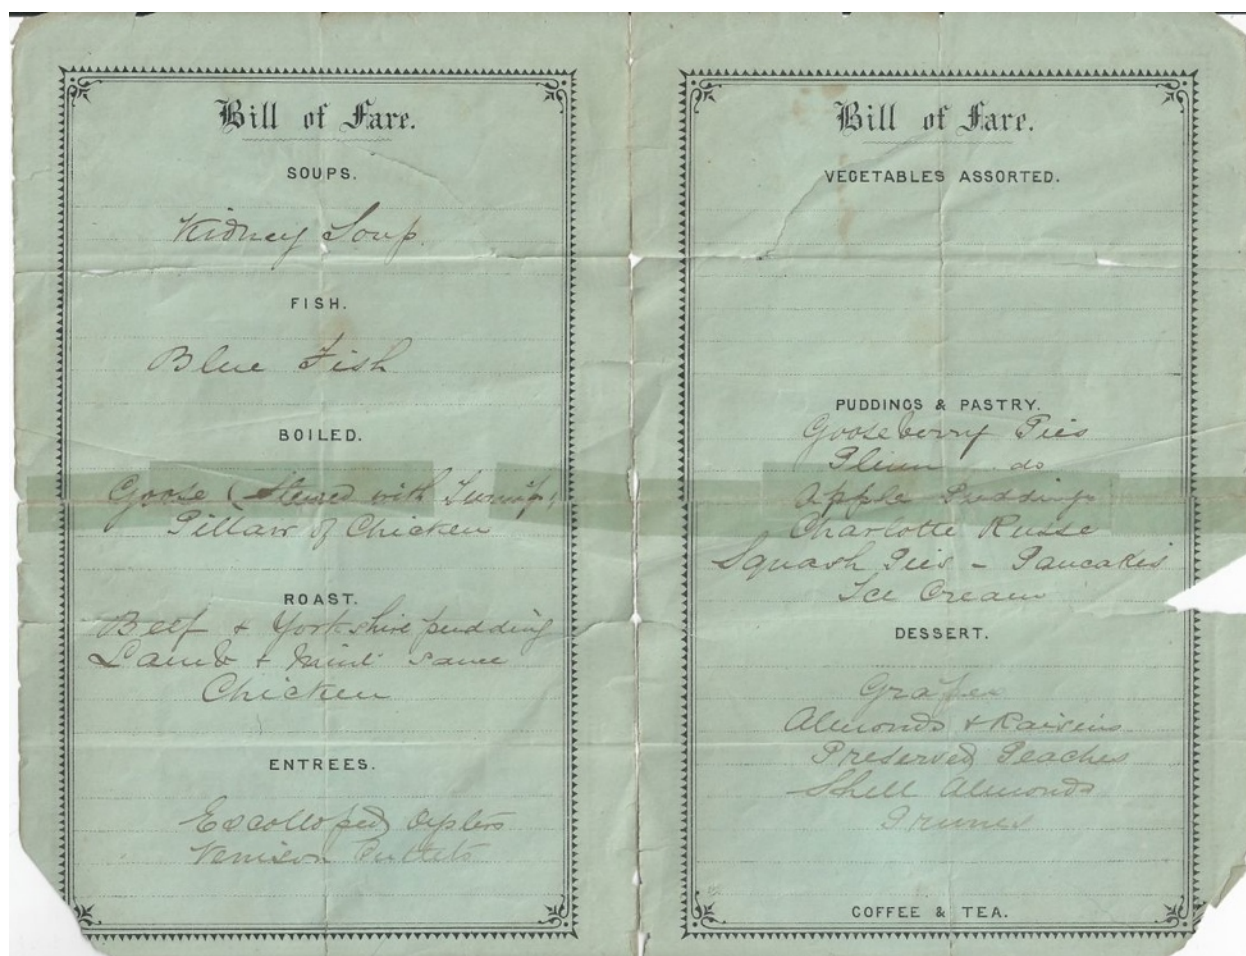 Bill of Fare.
SOUPS.
Kidney Soup.
FISH.
Blue Fish
BOILED.
Goose (Stewed with Turnips)
Pillaw of Chicken
ROAST.
Beef + Yorkshire pudding
Lamb + mint sauce
Chicken
ENTREES.
Escolloped Oysters
Venison Cutlets
Bill of Fare.
VEGETABLES ASSORTED.
PUDDINGS & PASTRY.
Gooseberry Pies
Plum do
Apple Puddings
Charlotte Russe
Squash Pies - Pancakes
Ice Cream
DESSERT.
Grapes
Almonds + Raisins
Preserved Peaches
Shell Almonds
Prunes
COFFEE & TEA.